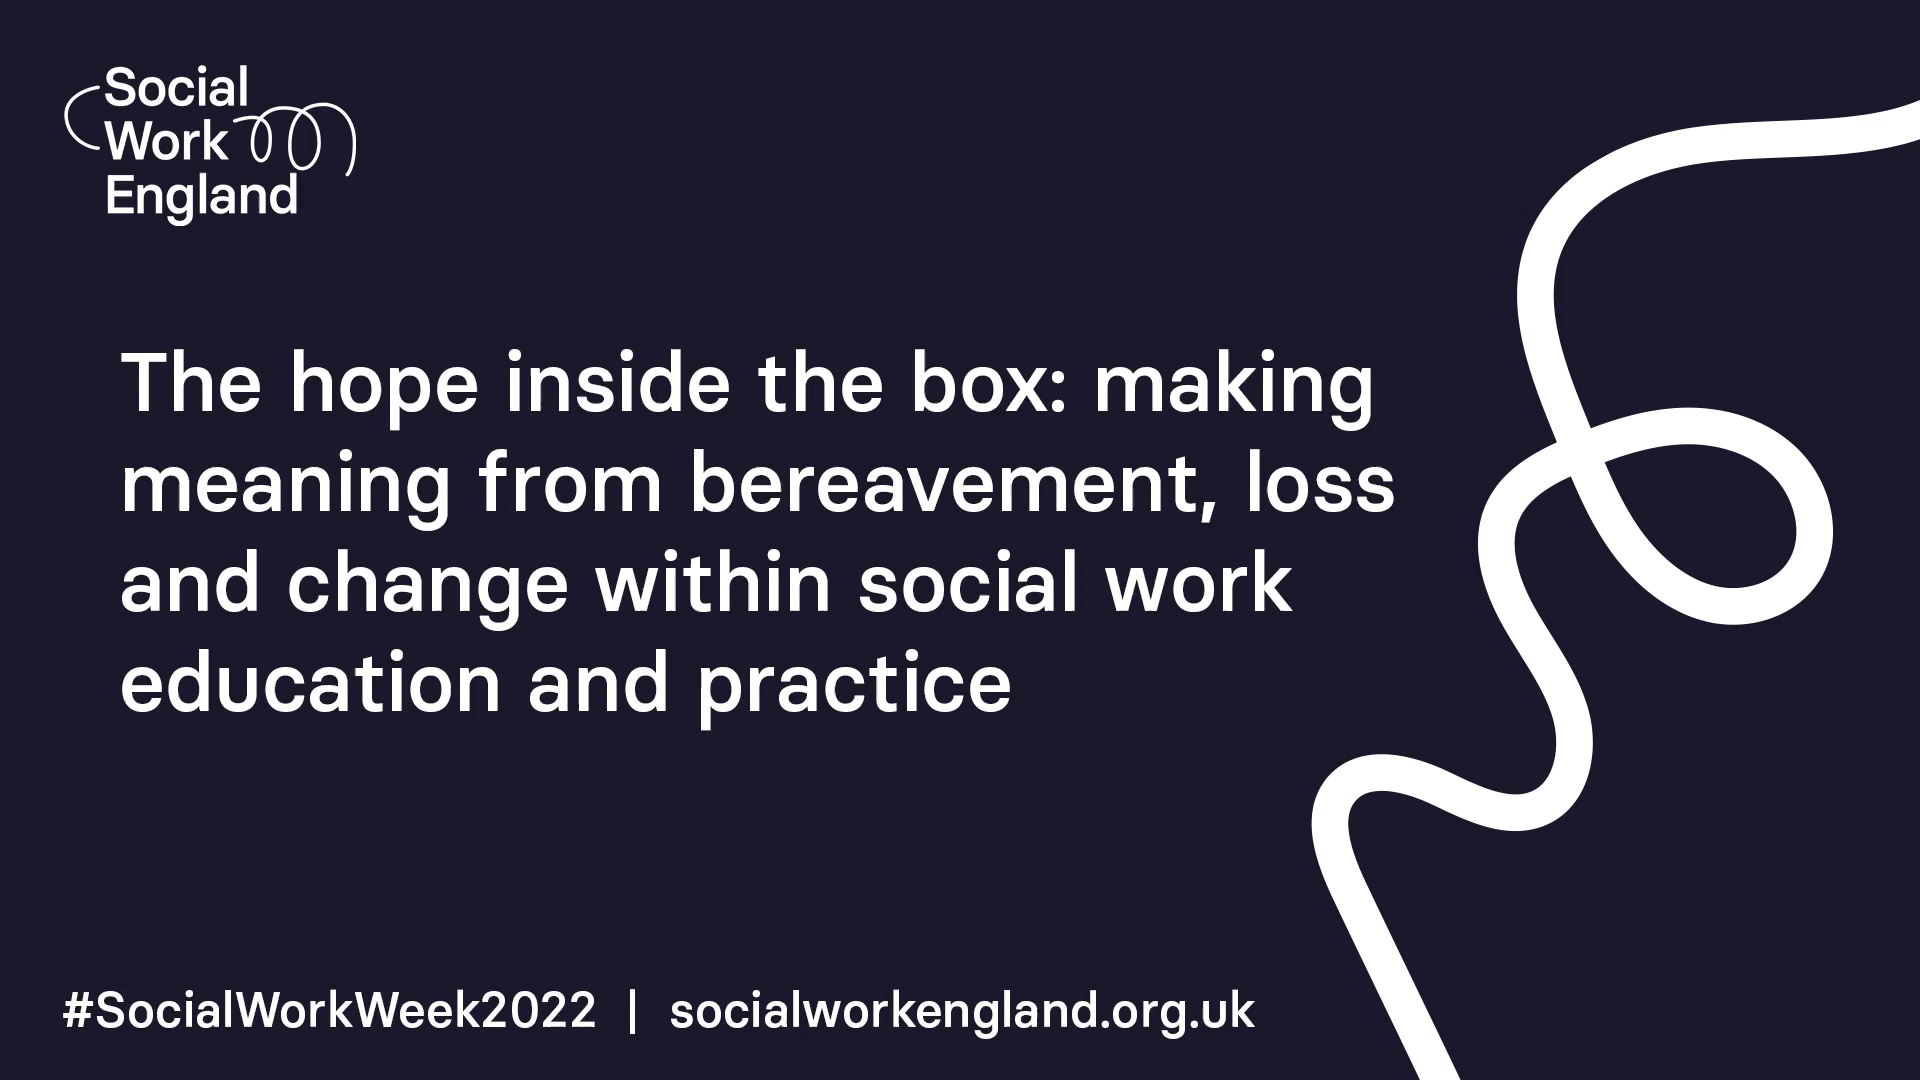 Social
Work
England
The hope inside the box: making
meaning from bereavement, loss
and change within social work
education and practice
#SocialWorkWeek2022 | socialworkengland.org.uk